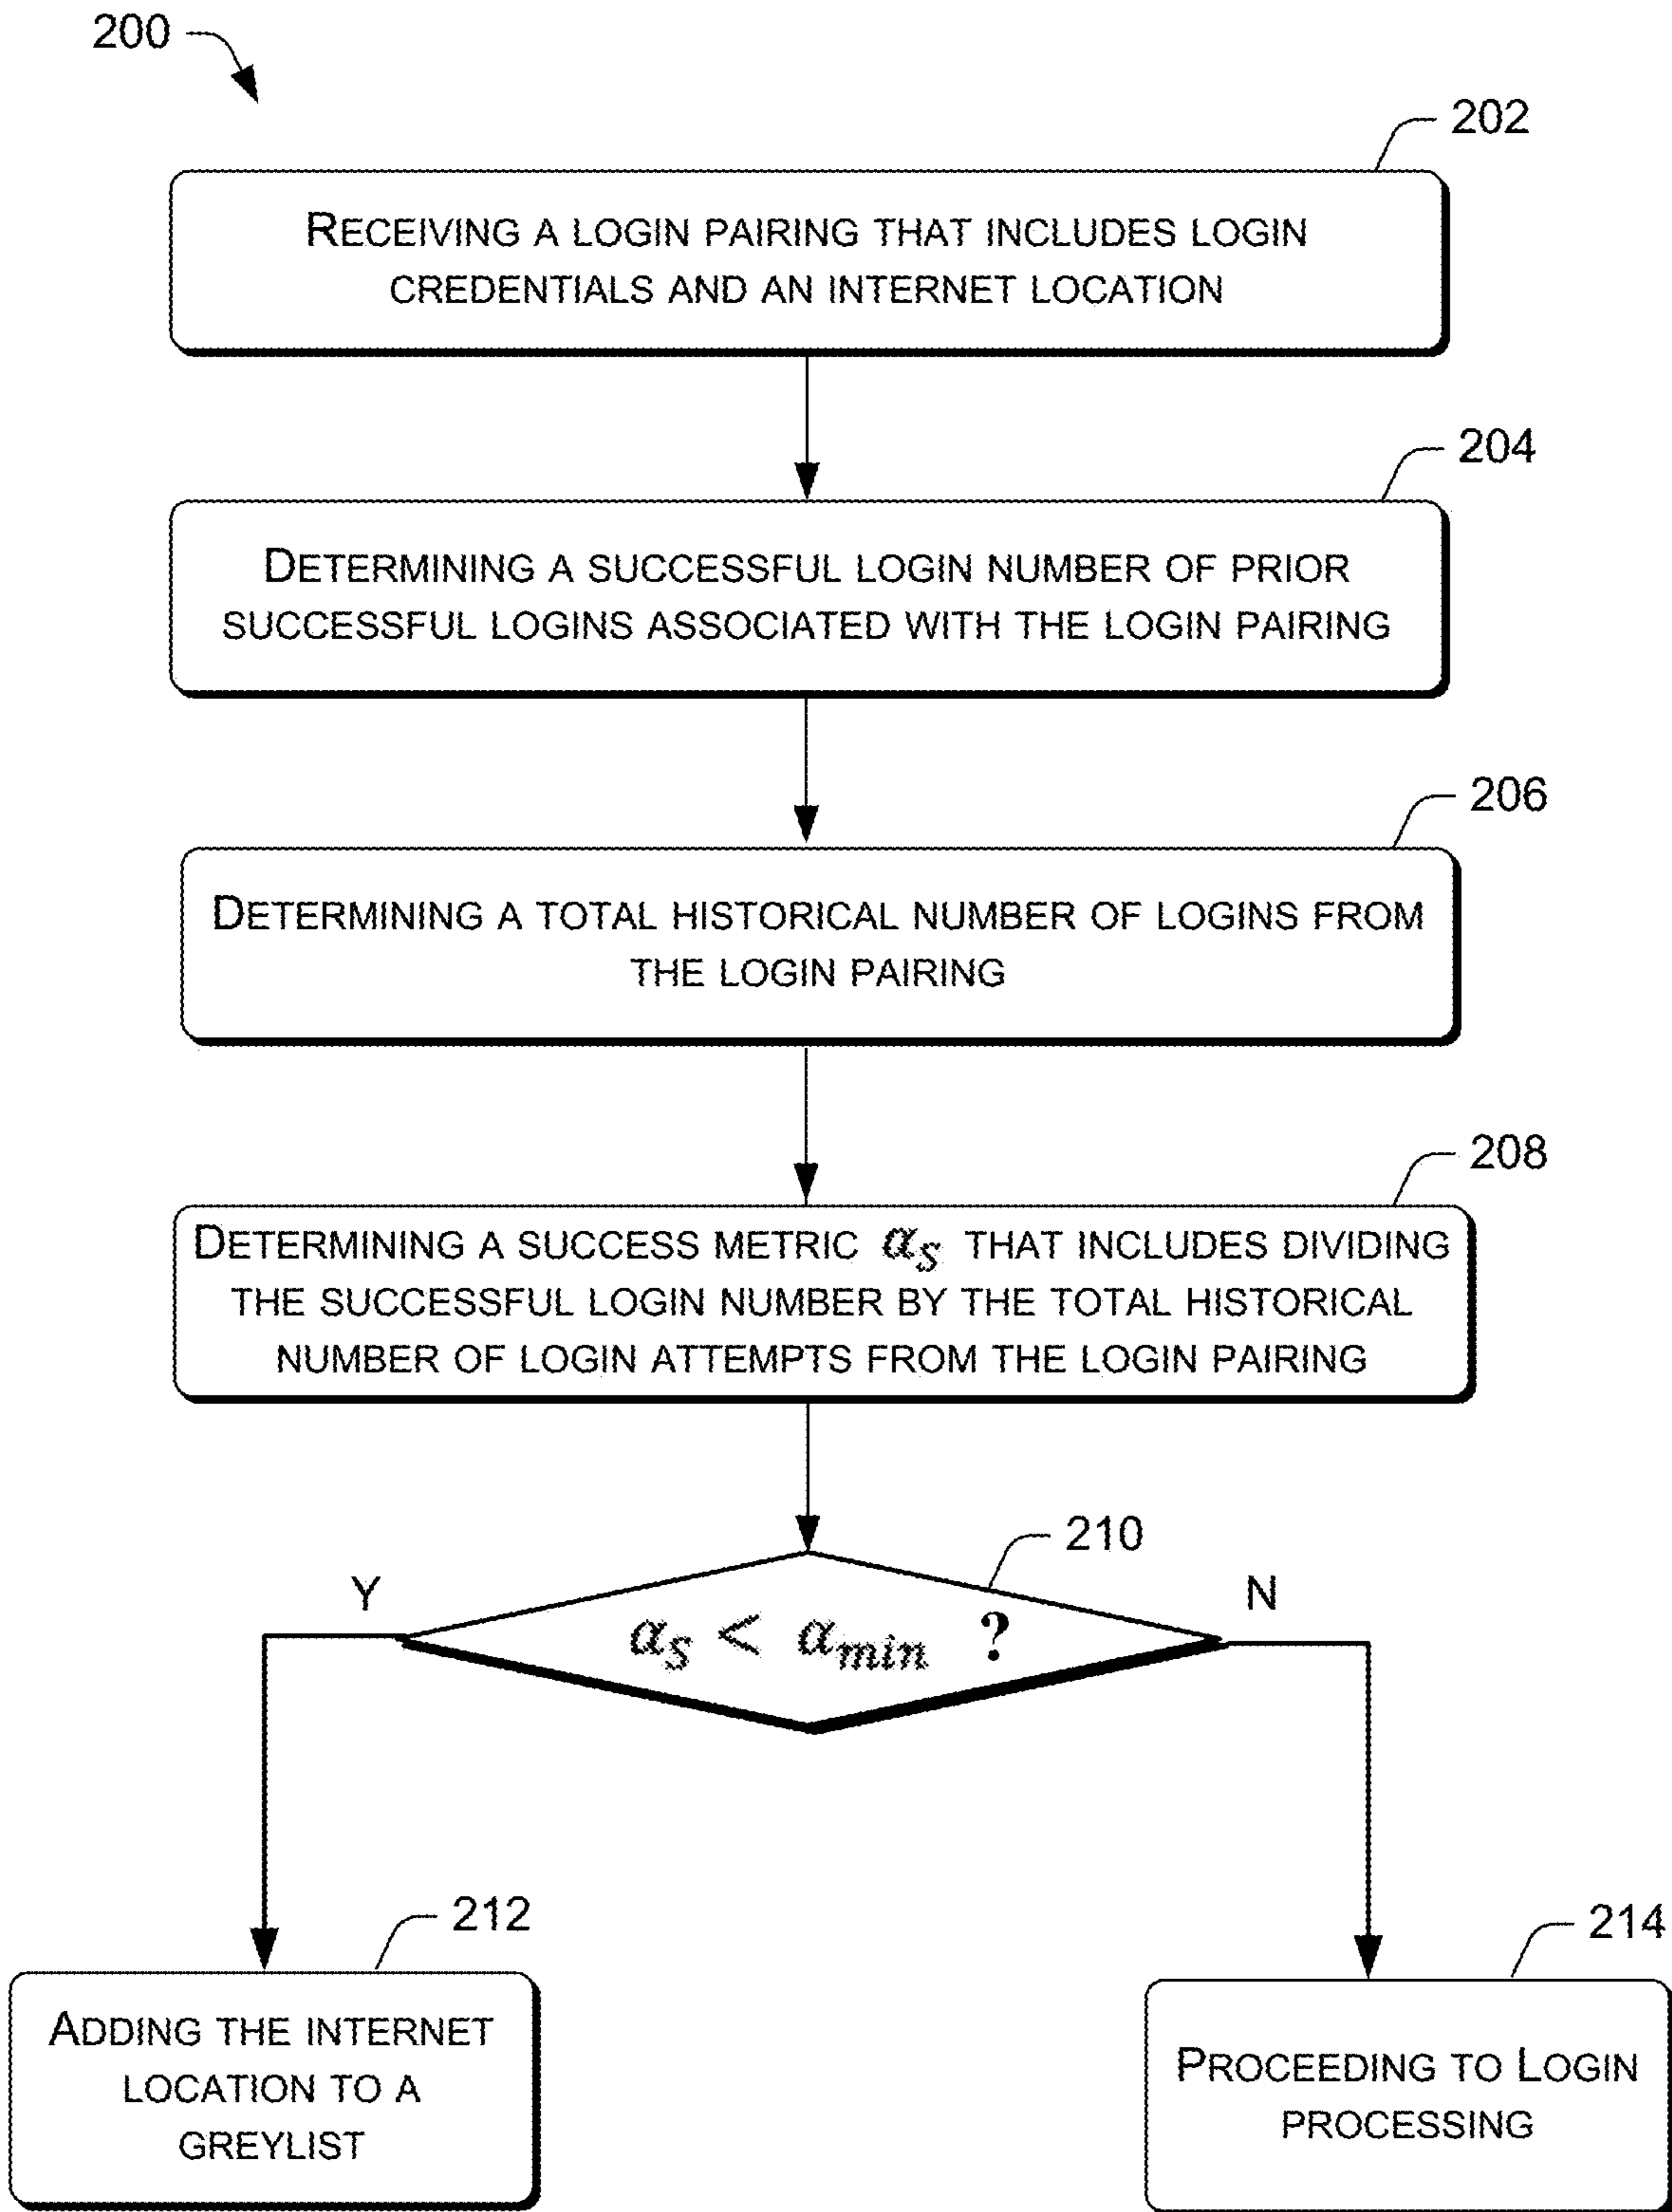 200
202
RECEIVING A LOGIN PAIRING THAT INCLUDES LOGIN
CREDENTIALS AND AN INTERNET LOCATION
204
DETERMINING A SUCCESSFUL LOGIN NUMBER OF PRIOR
SUCCESSFUL LOGINS ASSOCIATED WITH THE LOGIN PAIRING
206
DETERMINING A TOTAL HISTORICAL NUMBER OF LOGINS FROM
THE LOGIN PAIRING
208
DETERMINING A SUCCESS METRIC α_S THAT INCLUDES DIVIDING
THE SUCCESSFUL LOGIN NUMBER BY THE TOTAL HISTORICAL
NUMBER OF LOGIN ATTEMPTS FROM THE LOGIN PAIRING
210
Y
N
α_S < α_min ?
212
ADDING THE INTERNET
LOCATION TO A
GREYLIST
214
PROCEEDING TO LOGIN
PROCESSING